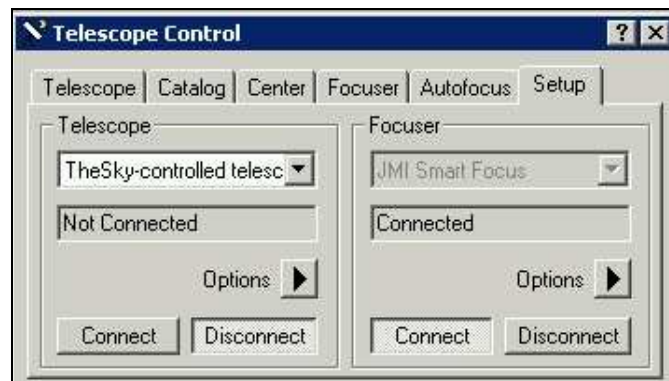 Telescope Control
?
Telescope Catalog Center Focuser Autofocus Setup
Telescope
TheSky-controlled telesc
Not Connected
Options
Connect Disconnect
Focuser
JMI Smart Focus
Connected
Options
Connect Disconnect